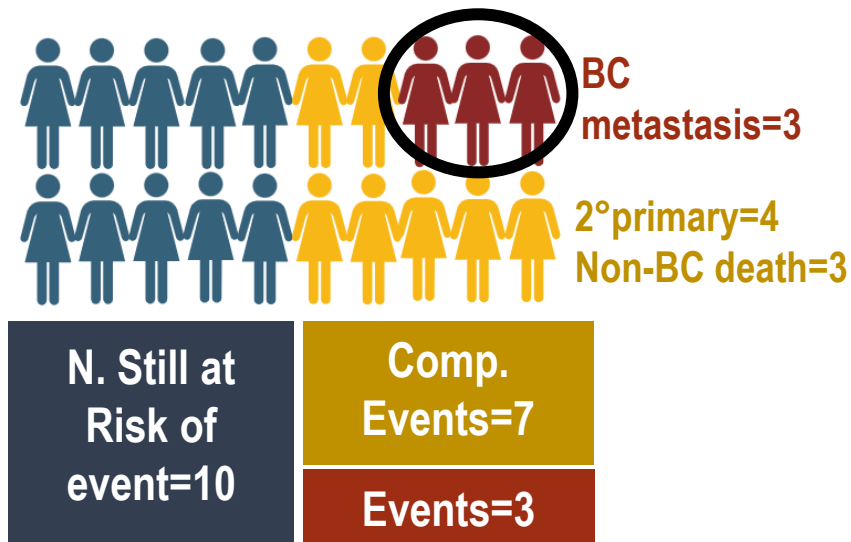 BC
metastasis=3
2°primary=4
Non-BC death=3
N. Still at
Risk of
event=10
Comp.
Events=7
Events=3